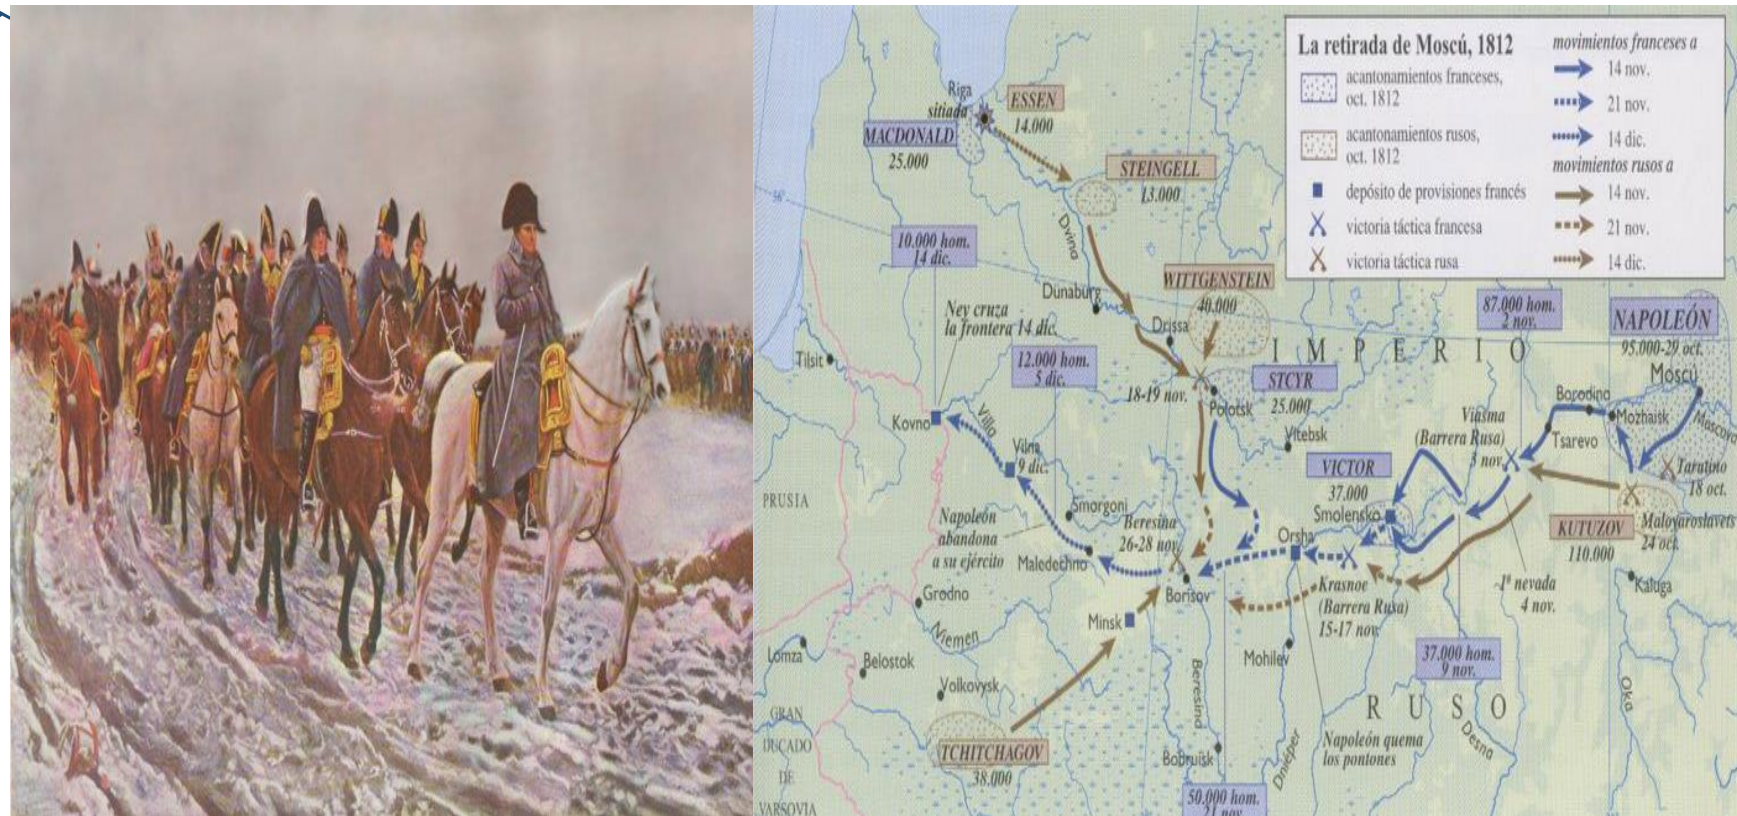 La retirada de Moscú, 1812
acantonamientos franceses,
oct. 1812
acantonamientos rusos,
oct. 1812
depósito de provisiones francés
victoria táctica francesa
victoria táctica rusa
movimientos franceses a
14 nov.
21 nov.
14 dic.
movimientos rusos a
14 nov.
21 nov.
14 dic.
Riga
sitiada
ESSEN
14.000
MACDONALD
25.000
STEINGELL
13.000
56°
Dvina
10.000 hom.
14 dic.
WITTGENSTEIN
40.000
Dünaburg
Drissa
Ney cruza
la frontera 14 dic.
87.000 hom.
2 nov.
NAPOLEÓN
95.000-29 oct.
Moscú
IMPERIO
Tilsit
12.000 hom.
5 dic.
STCYR
25.000
18-19 nov.
Polotsk
Borodino
Mozhaisk
Moscova
Kovno
Villa
Vitebsk
Viasma
(Barrera Rusa)
3 nov.
Tsarevo
Vilna
9 dic.
VICTOR
37.000
Smolensko
Tarutino
18 oct.
PRUSIA
Smorgoni
Napoleón
abandona
a su ejército
Beresina
26-28 nov.
Orsha
KUTUZOV
110.000
Maloyaroslavets
24 oct.
Maledechno
Krasnoe
(Barrera Rusa)
15-17 nov.
1ª nevada
4 nov.
Kaluga
Grodno
Borisov
Minsk
Niemen
Lomza
Belostok
Mohilev
37.000 hom.
9 nov.
Volkovysk
Beresina
RUSO
Oka
GRAN
DUCADO
DE
VARSOVIA
TCHITCHAGOV
38.000
Bobruisk
Dniéper
Napoleón quema
los pontones
Desna
50.000 hom.
21 nov.